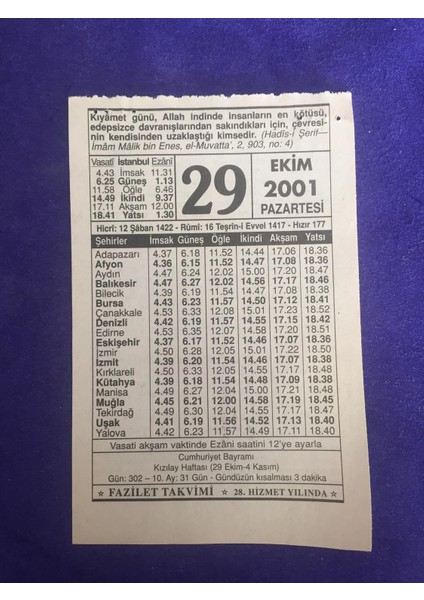 Kıyâmet günü, Allah indinde insanların en kötüsü,
edepsizce davranışlarından sakındıkları için, çevresi-
nin kendisinden uzaklaştığı kimsedir. (Hadîs-i Şerif—
İmâm Mâlik bin Enes, el-Muvatta', 2, 903, no: 4)
Vasatî İstanbul Ezânî
4.43 İmsak 11.31
6.25 Güneş 1.13
11.58 Öğle 6.46
14.49 İkindi 9.37
17.11 Akşam 12.00
18.41 Yatsı 1.30
29
EKİM
2001
PAZARTESİ
Hicrî: 12 Şâban 1422 - Rûmî: 16 Teşrîn-i Evvel 1417 - Hızır 177
Şehirler İmsak Güneş Öğle İkindi Akşam Yatsı
Adapazarı 4.37 6.18 11.52 14.44 17.06 18.36
Afyon 4.36 6.15 11.52 14.47 17.08 18.36
Aydın 4.47 6.24 12.02 15.00 17.20 18.47
Balıkesir 4.47 6.27 12.02 14.56 17.17 18.46
Bilecik 4.39 6.19 11.54 14.47 17.08 18.38
Bursa 4.43 6.23 11.57 14.50 17.12 18.41
Çanakkale 4.53 6.33 12.08 15.01 17.23 18.52
Denizli 4.42 6.19 11.57 14.55 17.15 18.42
Edirne 4.53 6.35 12.07 14.58 17.20 18.51
Eskişehir 4.37 6.17 11.52 14.46 17.07 18.36
İzmir 4.50 6.28 12.05 15.01 17.22 18.50
İzmit 4.39 6.20 11.54 14.46 17.07 18.38
Kırklareli 4.50 6.33 12.05 14.55 17.17 18.48
Kütahya 4.39 6.18 11.54 14.48 17.09 18.38
Manisa 4.49 6.27 12.04 15.00 17.21 18.48
Muğla 4.45 6.21 12.00 14.58 17.19 18.45
Tekirdağ 4.49 6.30 12.04 14.55 17.17 18.47
Uşak 4.41 6.19 11.56 14.52 17.13 18.40
Yalova 4.42 6.23 11.57 14.49 17.11 18.40
Vasati akşam vaktinde Ezânî saatini 12'ye ayarla
Cumhuriyet Bayramı
Kızılay Haftası (29 Ekim-4 Kasım)
Gün: 302 – 10. Ay: 31 Gün - Gündüzün kısalması 3 dakika
★ FAZİLET TAKVİMİ ★ 28. HİZMET YILINDA ★